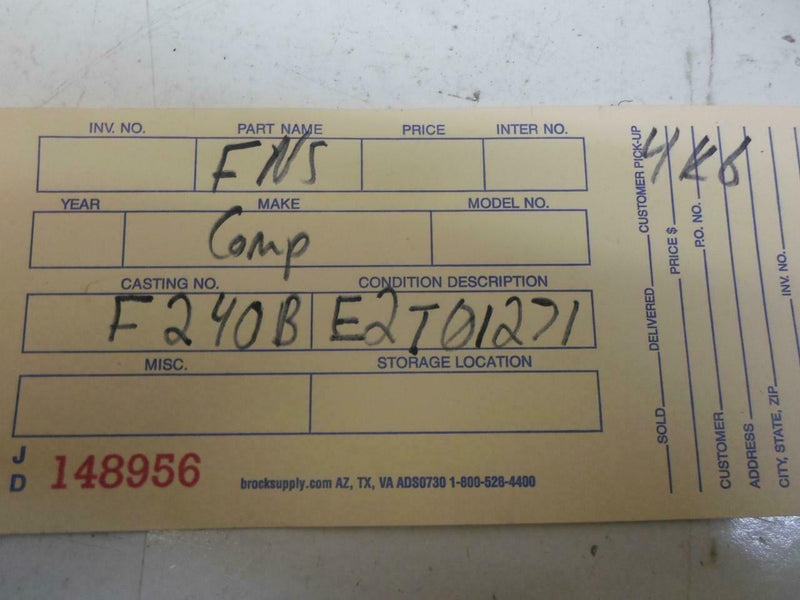 INV. NO. PART NAME PRICE INTER NO.
FNS
YEAR MAKE MODEL NO.
Comp
CASTING NO. CONDITION DESCRIPTION
F240B E2T01271
MISC. STORAGE LOCATION
J
D 148956
brocksupply.com AZ, TX, VA ADS0730 1-800-528-4400
4K6
SOLD DELIVERED CUSTOMER PICK-UP
PRICE $
CUSTOMER P.O. NO.
ADDRESS
CITY, STATE, ZIP INV. NO.